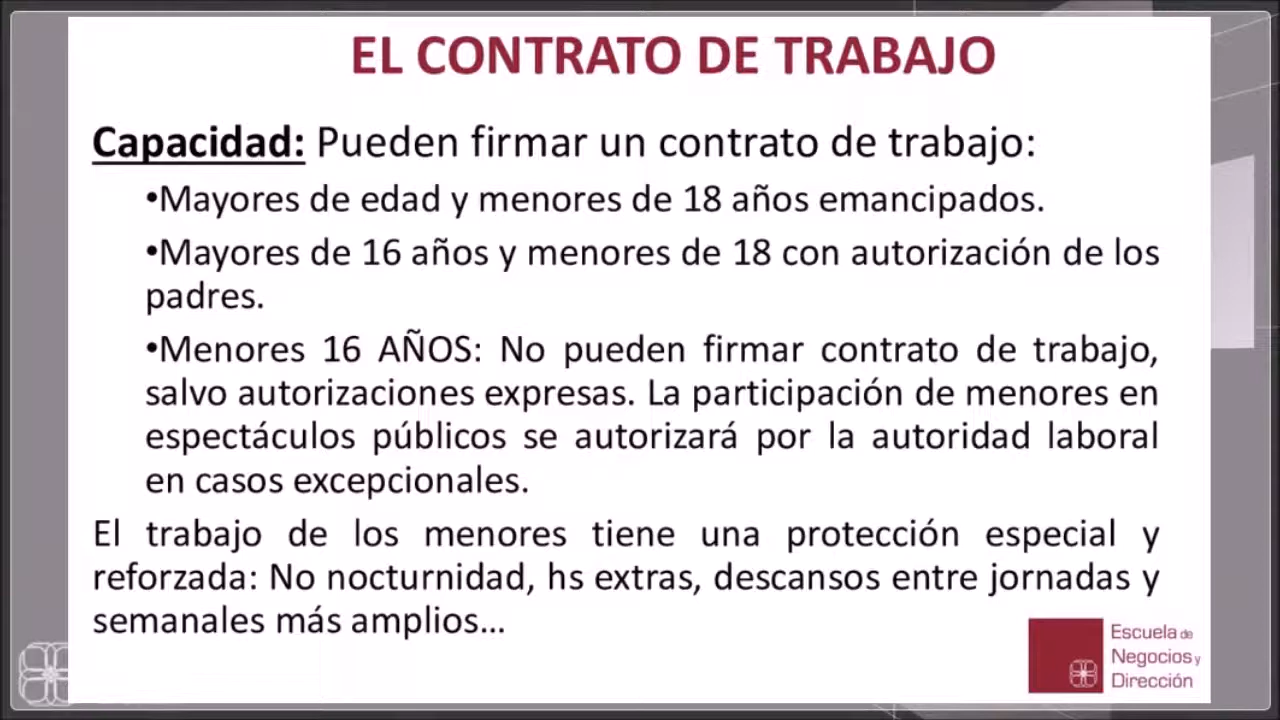 EL CONTRATO DE TRABAJO
Capacidad: Pueden firmar un contrato de trabajo:
•Mayores de edad y menores de 18 años emancipados.
•Mayores de 16 años y menores de 18 con autorización de los
padres.
•Menores 16 AÑOS: No pueden firmar contrato de trabajo,
salvo autorizaciones expresas. La participación de menores en
espectáculos públicos se autorizará por la autoridad laboral
en casos excepcionales.
El trabajo de los menores tiene una protección especial y
reforzada: No nocturnidad, hs extras, descansos entre jornadas y
semanales más amplios...
Escuela de
Negocios y
Dirección